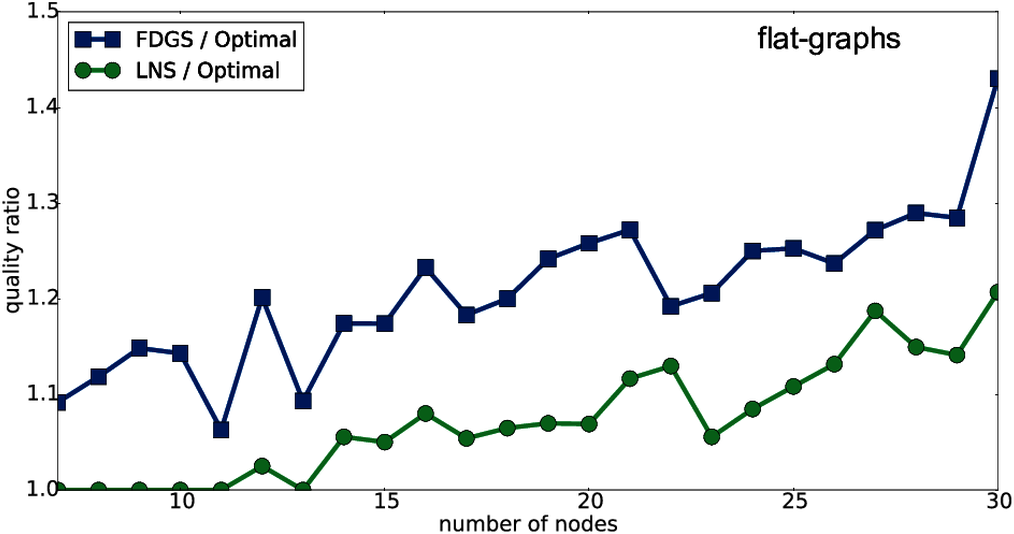 1.5
FDGS / Optimal
flat-graphs
LNS / Optimal
1.4
1.3
quality ratio
1.2
1.1
1.0
10 15 20 25 30
number of nodes